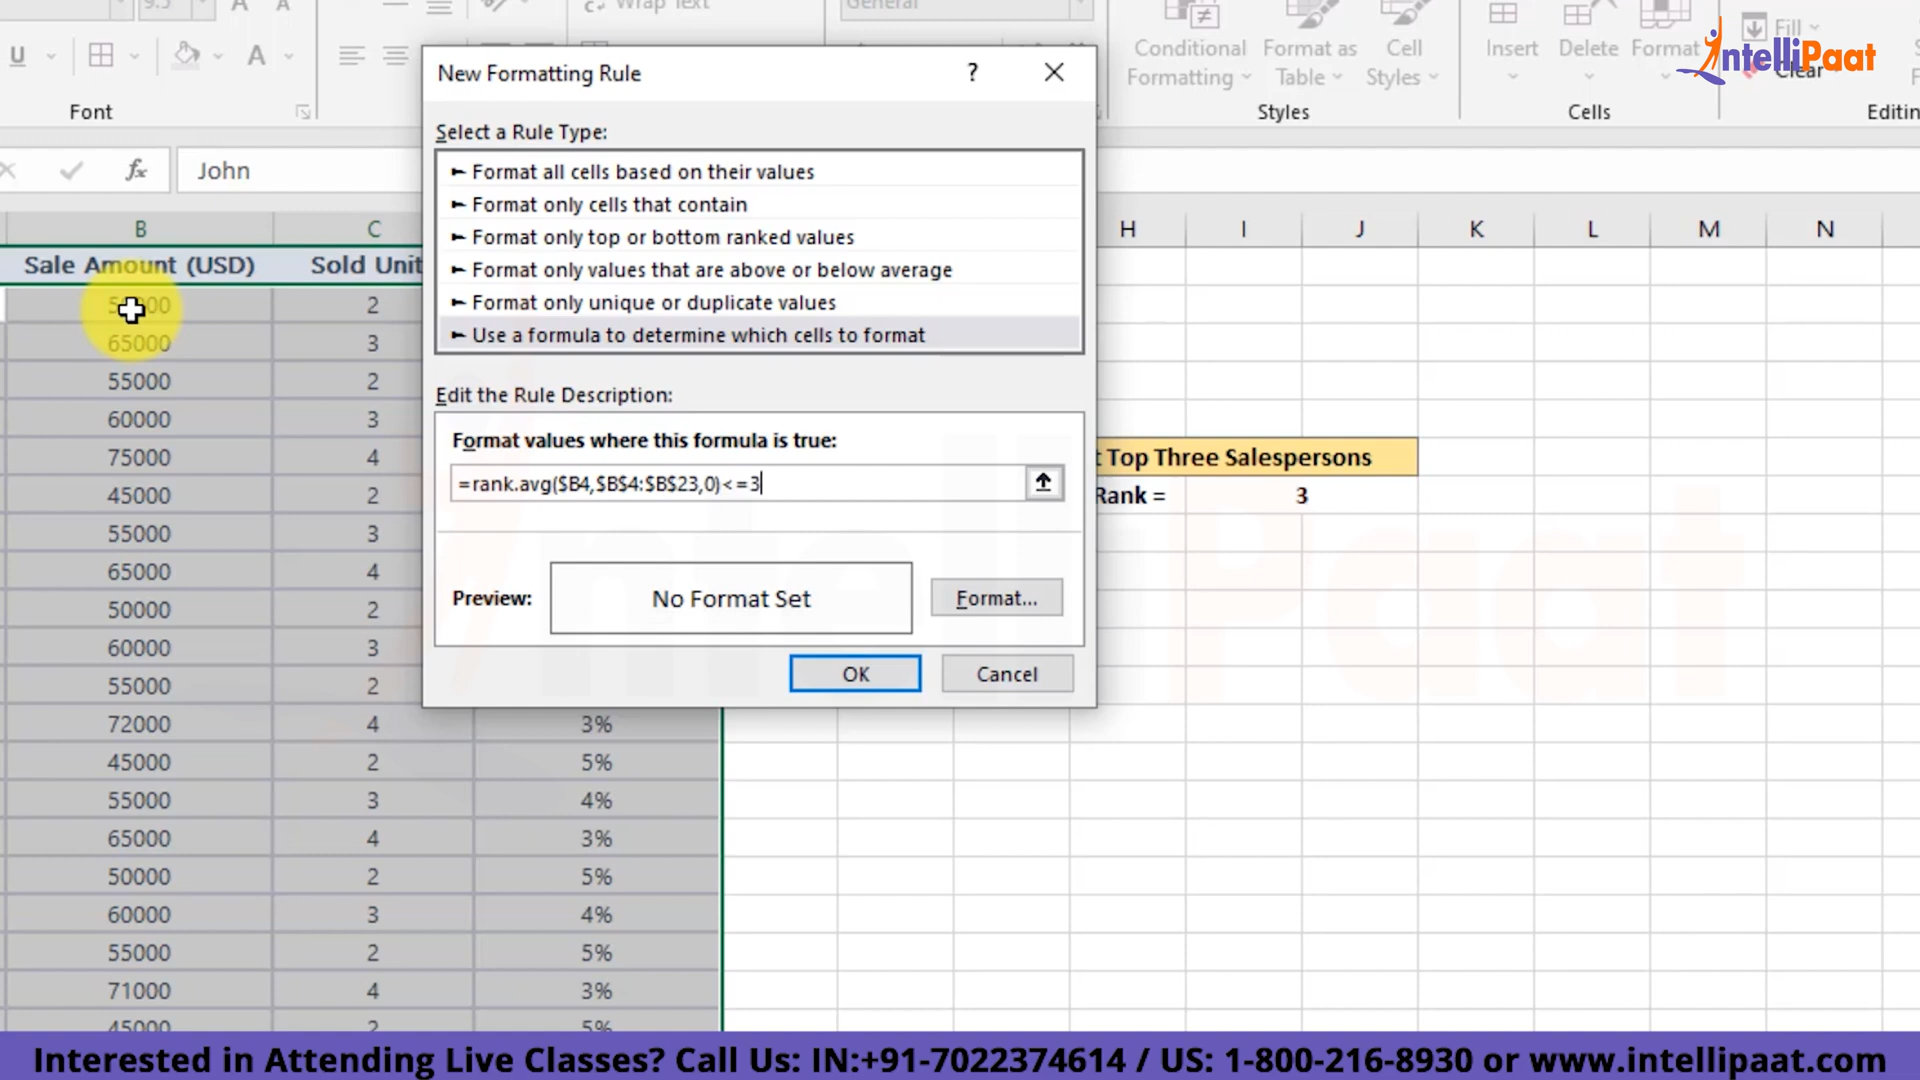 9.5
Wrap Text
General
U
A
Conditional Formatting
Format as Table
Cell Styles
Insert
Delete
Format
Fill
Clear
IntelliPaat
Font
Styles
Cells
fx
John
New Formatting Rule
?
Select a Rule Type:
► Format all cells based on their values
► Format only cells that contain
► Format only top or bottom ranked values
► Format only values that are above or below average
► Format only unique or duplicate values
► Use a formula to determine which cells to format
Edit the Rule Description:
Format values where this formula is true:
=rank.avg($B4,$B$4:$B$23,0)<=3
Preview:
No Format Set
Format...
OK
Cancel
B C H I J K L M N
Sale Amount (USD) Sold Unit
2
65000 3
55000 2
60000 3
75000 4
45000 2
55000 3
65000 4
50000 2
60000 3
55000 2
72000 4 3%
45000 2 5%
55000 3 4%
65000 4 3%
50000 2 5%
60000 3 4%
55000 2 5%
71000 4 3%
45000 2 5%
Top Three Salespersons
Rank = 3
Interested in Attending Live Classes? Call Us: IN:+91-7022374614 / US: 1-800-216-8930 or www.intellipaat.com